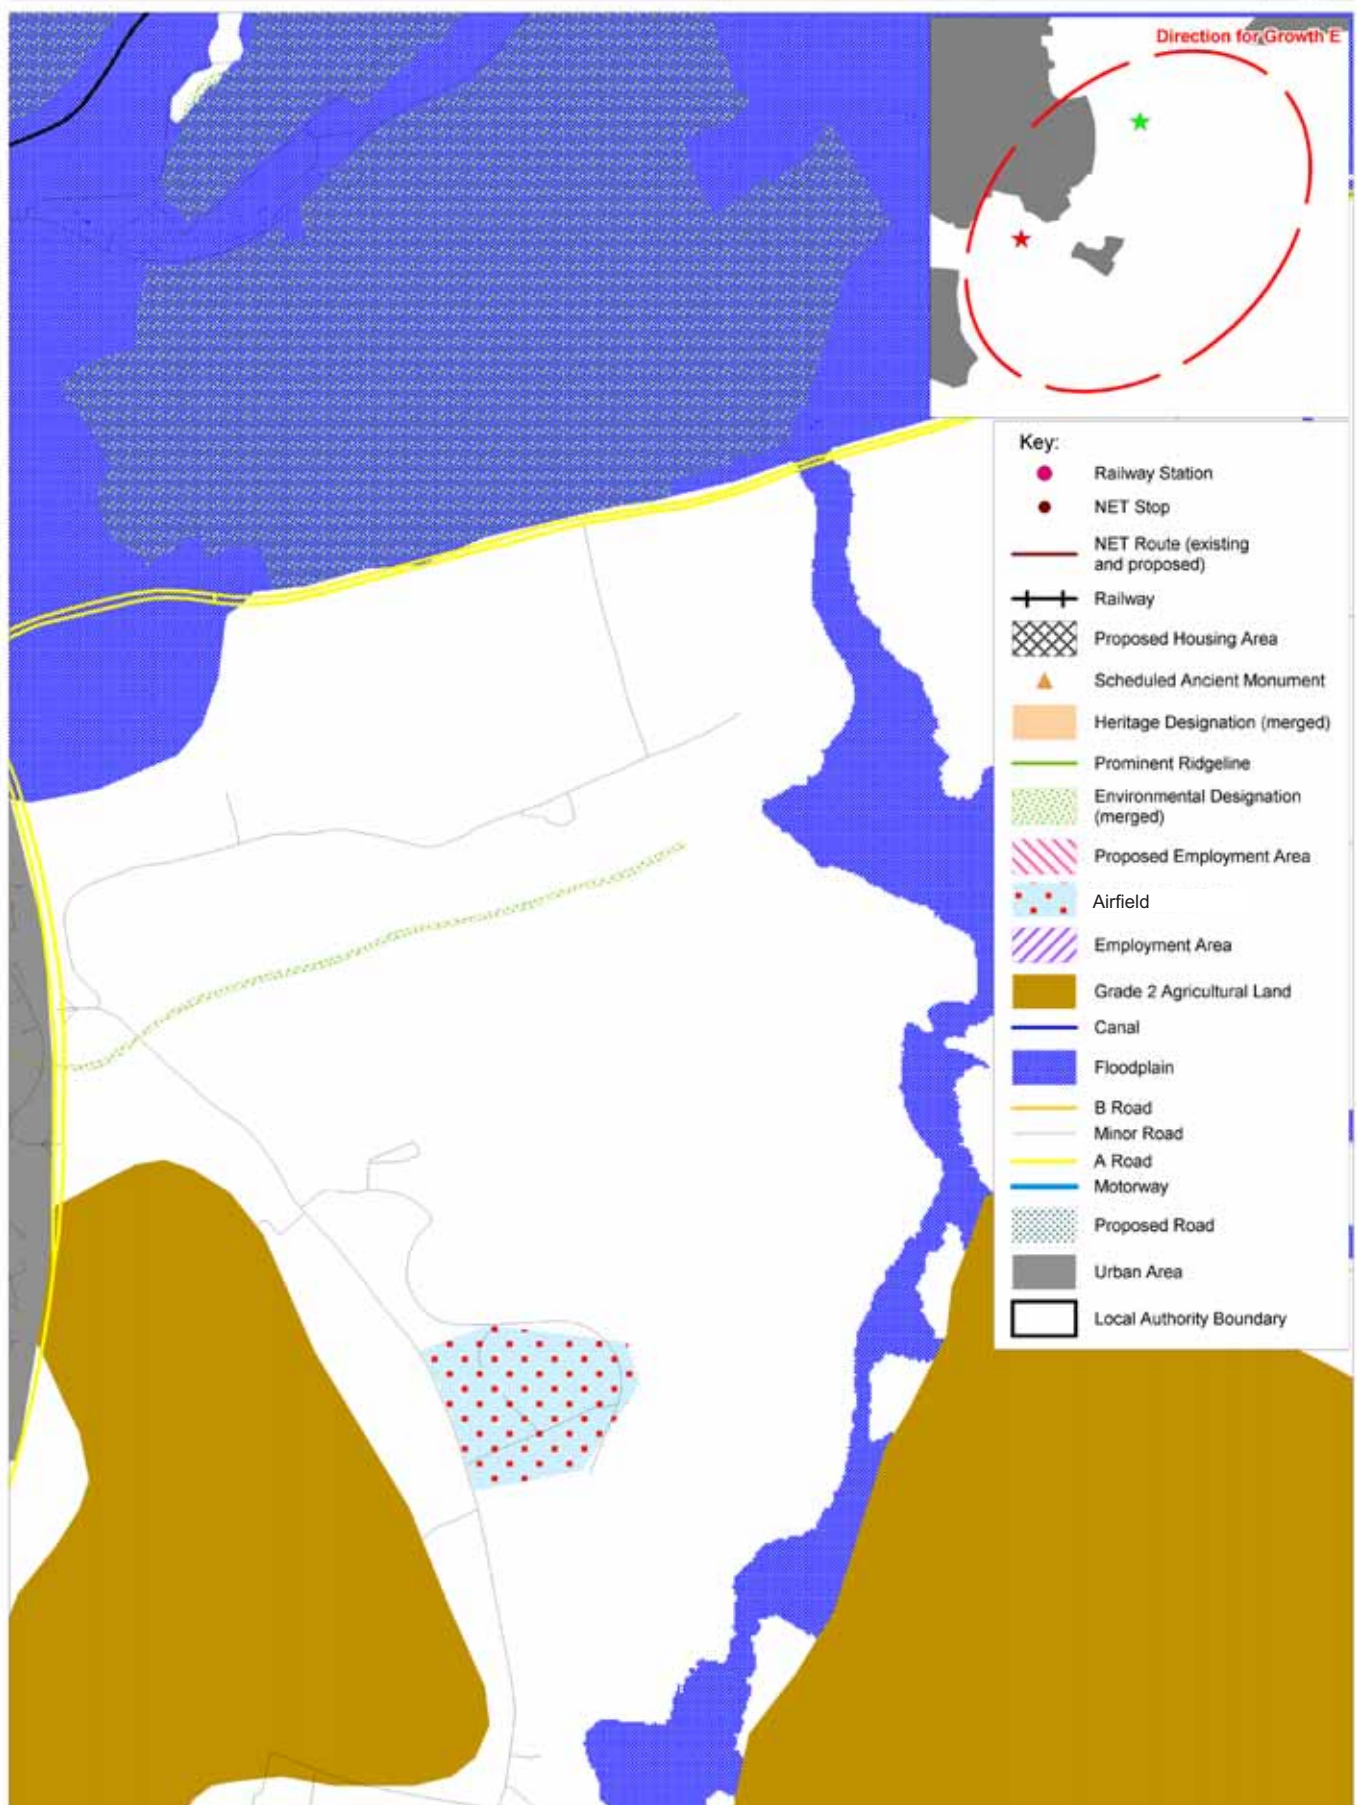 Direction for Growth E
Key:
Railway Station
NET Stop
NET Route (existing
and proposed)
Railway
Proposed Housing Area
Scheduled Ancient Monument
Heritage Designation (merged)
Prominent Ridgeline
Environmental Designation
(merged)
Proposed Employment Area
Airfield
Employment Area
Grade 2 Agricultural Land
Canal
Floodplain
B Road
Minor Road
A Road
Motorway
Proposed Road
Urban Area
Local Authority Boundary